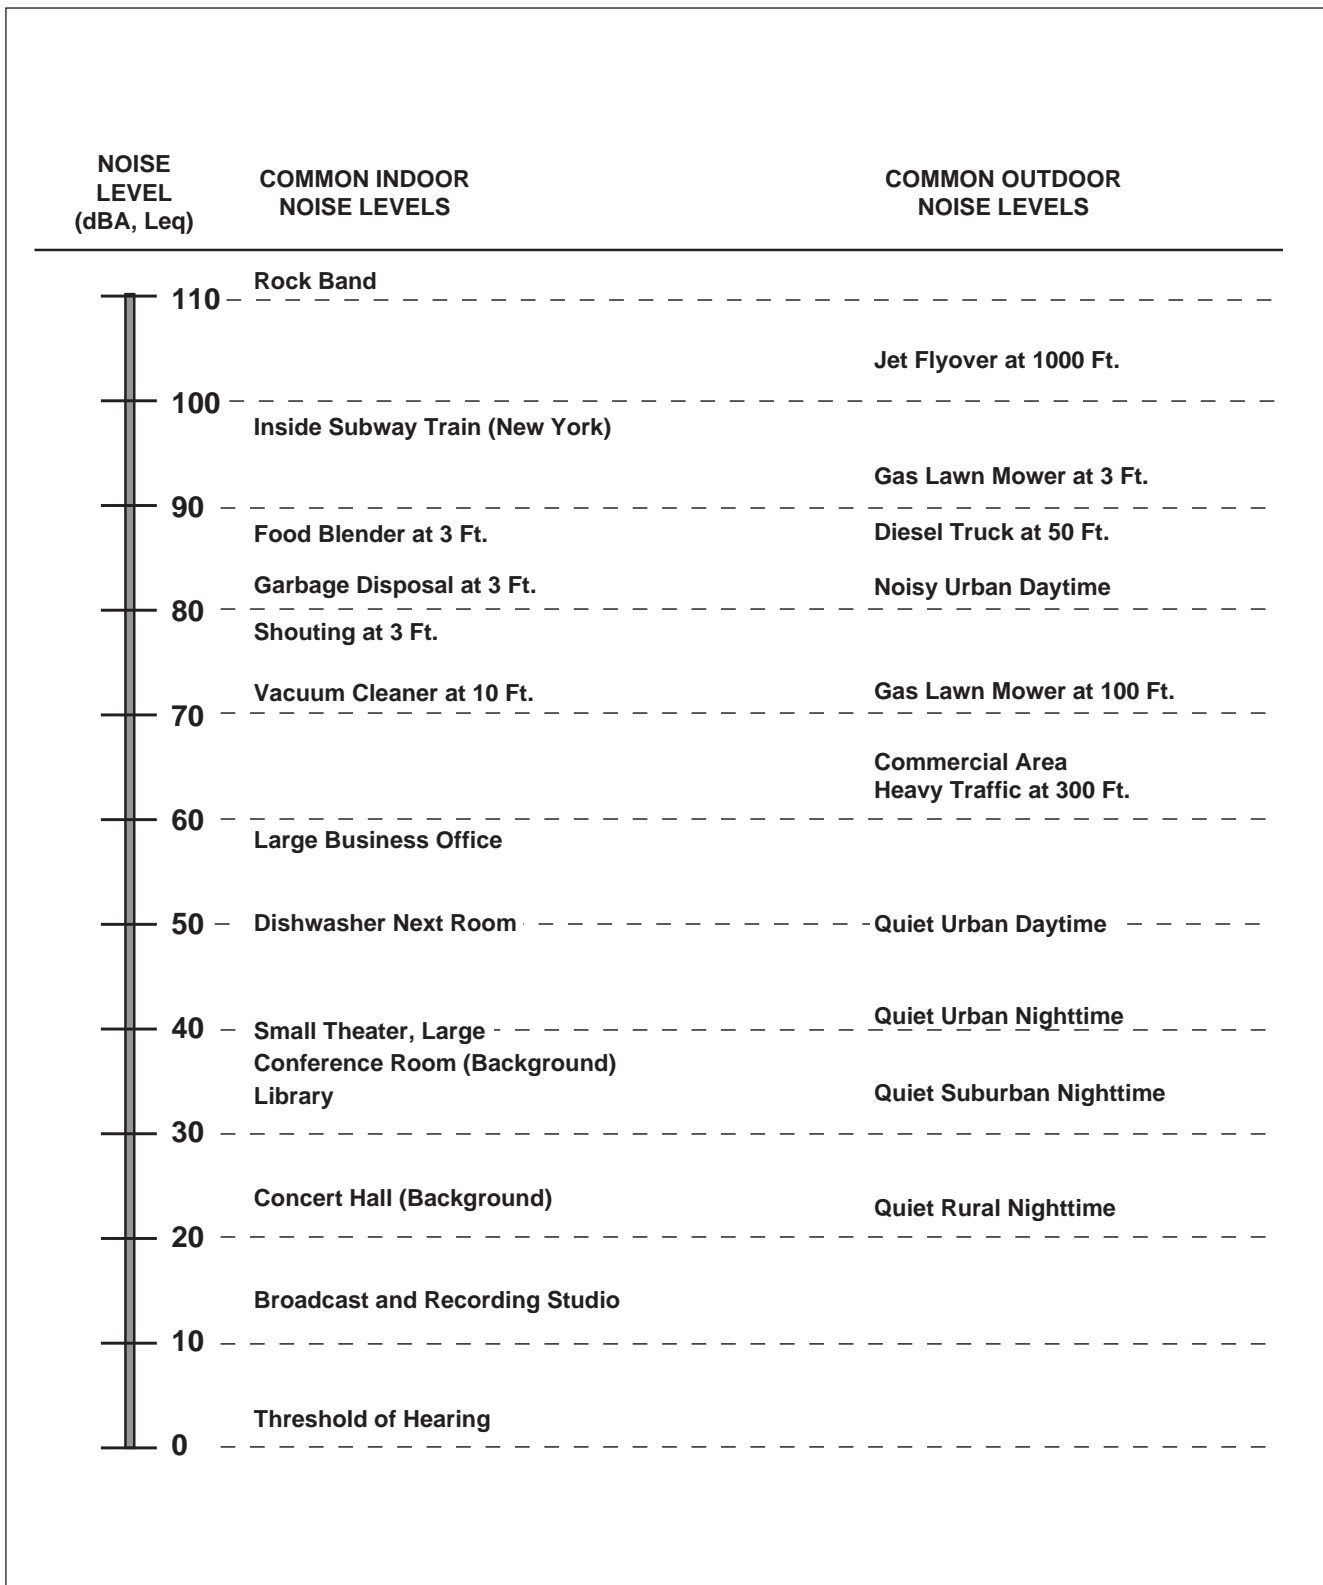 NOISE
LEVEL
(dBA, Leq)
COMMON INDOOR
NOISE LEVELS
COMMON OUTDOOR
NOISE LEVELS
Rock Band
110
Jet Flyover at 1000 Ft.
100
Inside Subway Train (New York)
Gas Lawn Mower at 3 Ft.
90
Food Blender at 3 Ft.
Diesel Truck at 50 Ft.
Garbage Disposal at 3 Ft.
Noisy Urban Daytime
80
Shouting at 3 Ft.
Vacuum Cleaner at 10 Ft.
Gas Lawn Mower at 100 Ft.
70
Commercial Area
Heavy Traffic at 300 Ft.
60
Large Business Office
50
Dishwasher Next Room
Quiet Urban Daytime
Quiet Urban Nighttime
40
Small Theater, Large
Conference Room (Background)
Library
Quiet Suburban Nighttime
30
Concert Hall (Background)
Quiet Rural Nighttime
20
Broadcast and Recording Studio
10
Threshold of Hearing
0